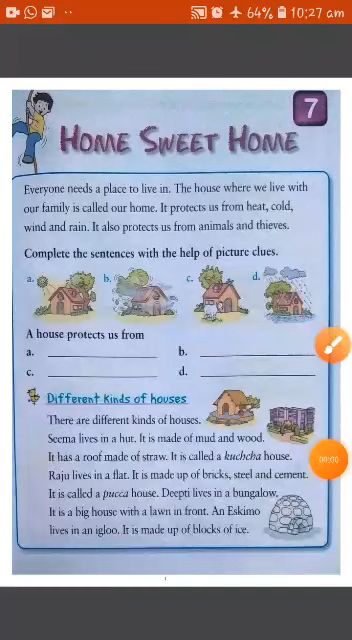 64% 10:27 am
7
HOME SWEET HOME
Everyone needs a place to live in. The house where we live with
our family is called our home. It protects us from heat, cold,
wind and rain. It also protects us from animals and thieves.
Complete the sentences with the help of picture clues.
a. b. c. d.
A house protects us from
a. ____________ b. ____________
c. ____________ d. ____________
Different kinds of houses
There are different kinds of houses.
Seema lives in a hut. It is made of mud and wood.
It has a roof made of straw. It is called a kuchcha house.
Raju lives in a flat. It is made up of bricks, steel and cement.
It is called a pucca house. Deepti lives in a bungalow.
It is a big house with a lawn in front. An Eskimo
lives in an igloo. It is made up of blocks of ice.
00:00